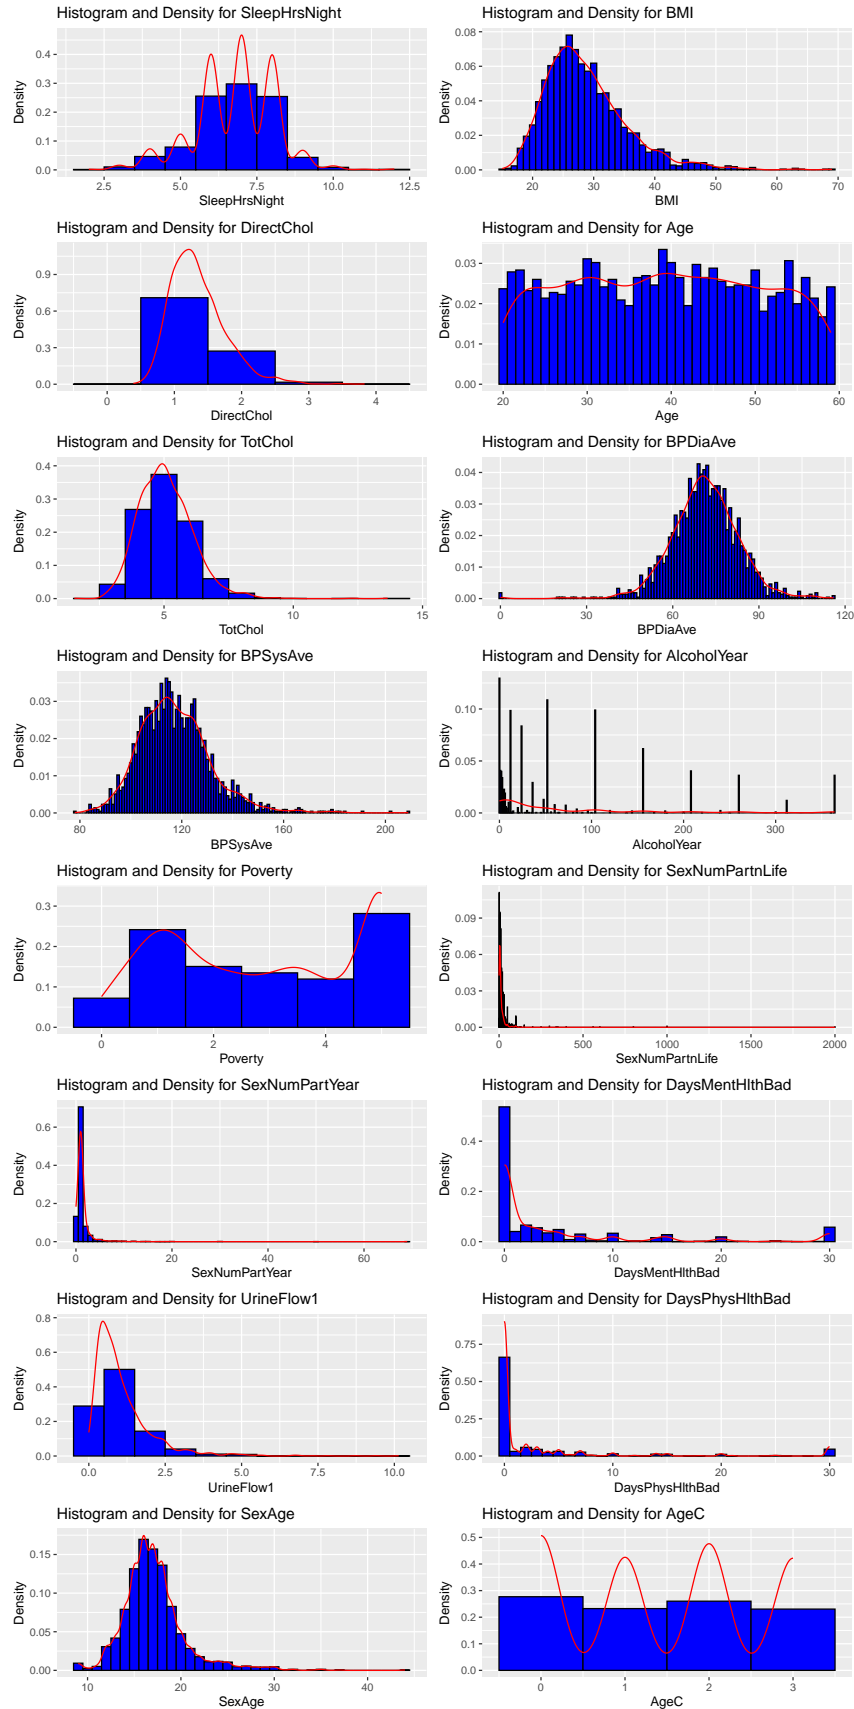 Histogram and Density for SleepHrsNight
Density
0.4
0.3
0.2
0.1
0.0
2.5 5.0 7.5 10.0 12.5
SleepHrsNight
Histogram and Density for BMI
Density
0.08
0.06
0.04
0.02
0.00
20 30 40 50 60 70
BMI
Histogram and Density for DirectChol
Density
0.9
0.6
0.3
0.0
0 1 2 3 4
DirectChol
Histogram and Density for Age
Density
0.03
0.02
0.01
0.00
20 30 40 50 60
Age
Histogram and Density for TotChol
Density
0.4
0.3
0.2
0.1
0.0
5 10 15
TotChol
Histogram and Density for BPDiaAve
Density
0.04
0.03
0.02
0.01
0.00
0 30 60 90 120
BPDiaAve
Histogram and Density for BPSysAve
Density
0.03
0.02
0.01
0.00
80 120 160 200
BPSysAve
Histogram and Density for AlcoholYear
Density
0.10
0.05
0.00
0 100 200 300
AlcoholYear
Histogram and Density for Poverty
Density
0.3
0.2
0.1
0.0
0 2 4
Poverty
Histogram and Density for SexNumPartnLife
Density
0.09
0.06
0.03
0.00
0 500 1000 1500 2000
SexNumPartnLife
Histogram and Density for SexNumPartYear
Density
0.6
0.4
0.2
0.0
0 20 40 60
SexNumPartYear
Histogram and Density for DaysMentHlthBad
Density
0.4
0.2
0.0
0 10 20 30
DaysMentHlthBad
Histogram and Density for UrineFlow1
Density
0.8
0.6
0.4
0.2
0.0
0.0 2.5 5.0 7.5 10.0
UrineFlow1
Histogram and Density for DaysPhysHlthBad
Density
0.75
0.50
0.25
0.00
0 10 20 30
DaysPhysHlthBad
Histogram and Density for SexAge
Density
0.15
0.10
0.05
0.00
10 20 30 40
SexAge
Histogram and Density for AgeC
Density
0.5
0.4
0.3
0.2
0.1
0.0
0 1 2 3
AgeC